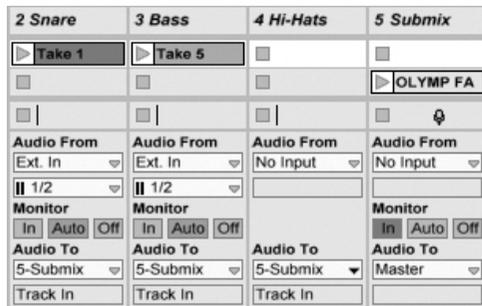 2 Snare 3 Bass 4 Hi-Hats 5 Submix
Take 1 Take 5
OLYMP FA
Audio From Audio From Audio From Audio From
Ext. In Ext. In No Input No Input
1/2 1/2
Monitor Monitor Monitor
In Auto Off In Auto Off In Auto Off
Audio To Audio To Audio To Audio To
5-Submix 5-Submix 5-Submix Master
Track In Track In Track In